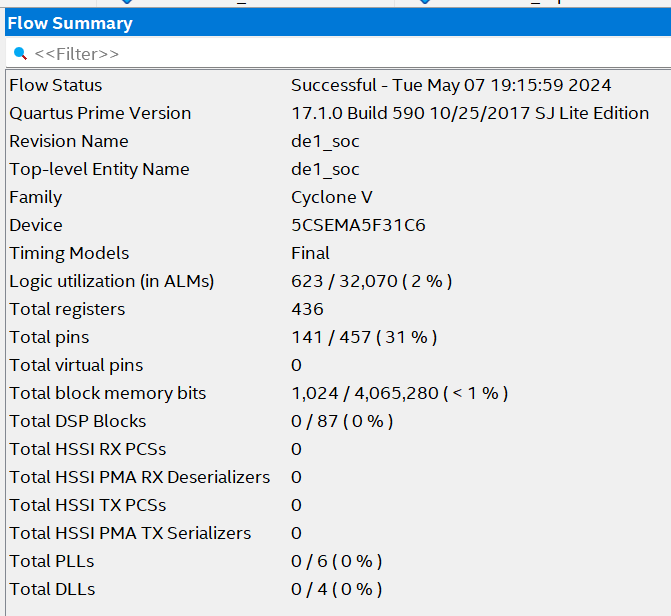 Flow Summary
<<Filter>>
Flow Status Successful - Tue May 07 19:15:59 2024
Quartus Prime Version 17.1.0 Build 590 10/25/2017 SJ Lite Edition
Revision Name de1_soc
Top-level Entity Name de1_soc
Family Cyclone V
Device 5CSEMA5F31C6
Timing Models Final
Logic utilization (in ALMs) 623 / 32,070 ( 2 % )
Total registers 436
Total pins 141 / 457 ( 31 % )
Total virtual pins 0
Total block memory bits 1,024 / 4,065,280 ( < 1 % )
Total DSP Blocks 0 / 87 ( 0 % )
Total HSSI RX PCSs 0
Total HSSI PMA RX Deserializers 0
Total HSSI TX PCSs 0
Total HSSI PMA TX Serializers 0
Total PLLs 0 / 6 ( 0 % )
Total DLLs 0 / 4 ( 0 % )